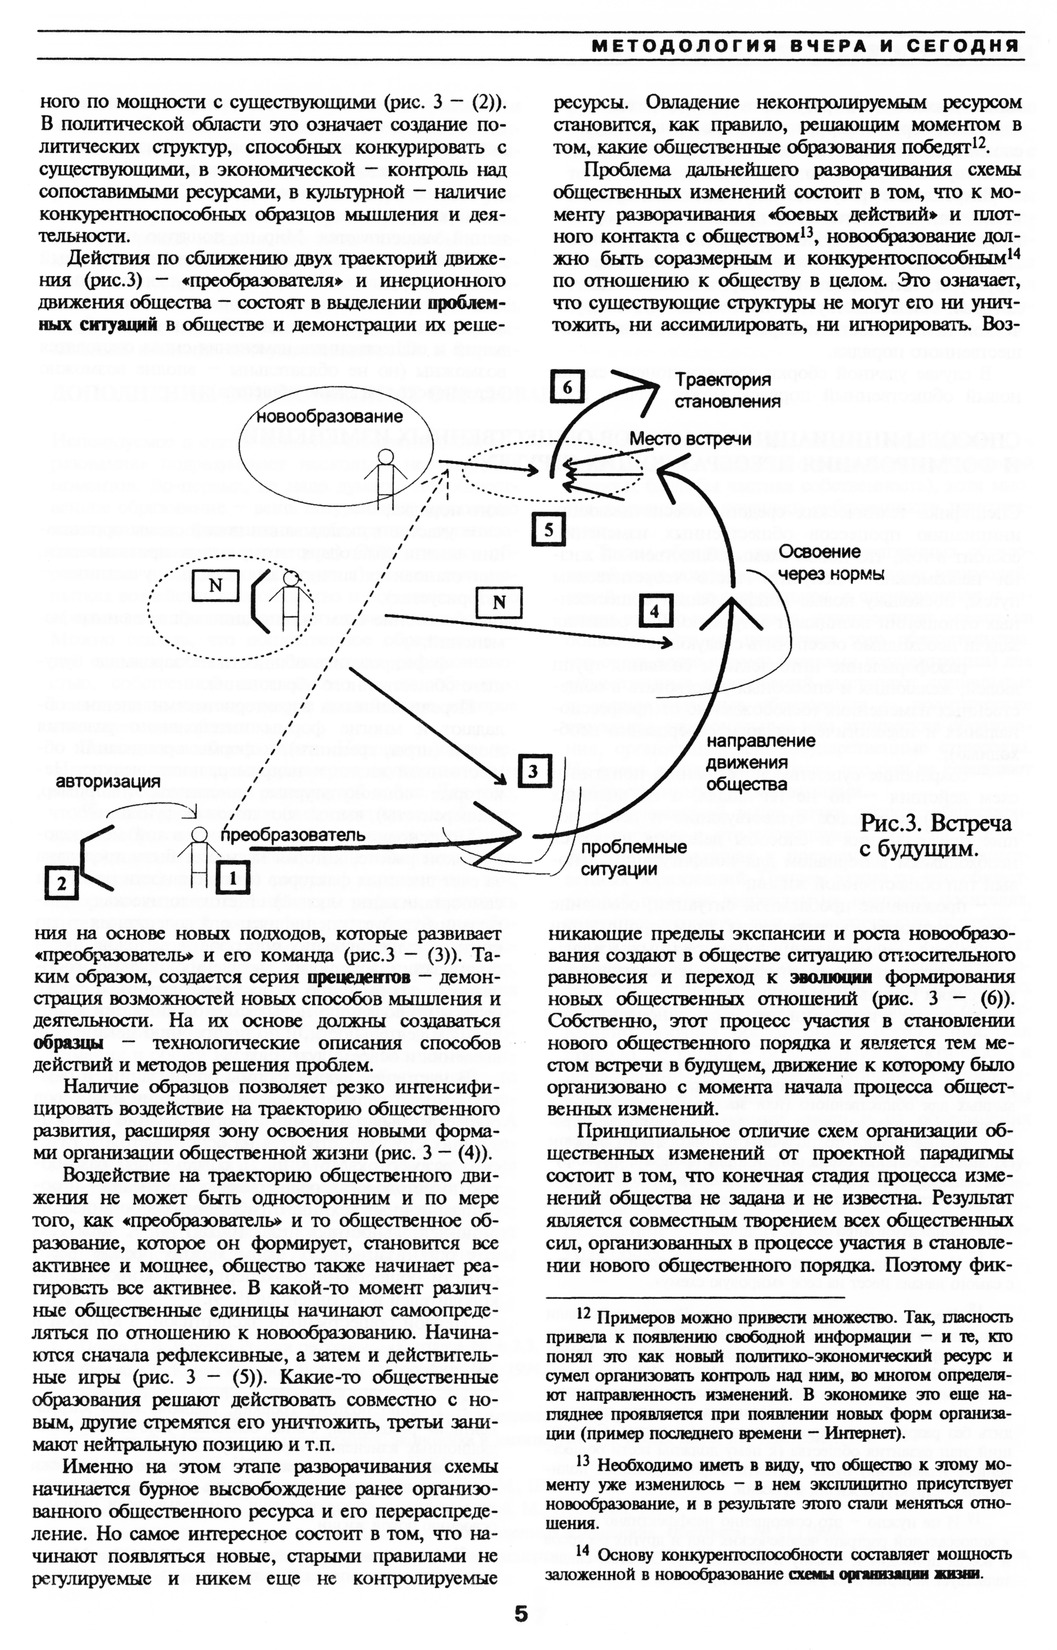 МЕТОДОЛОГИЯ ВЧЕРА И СЕГОДНЯ
ного по мощности с существующими (рис. 3 — (2)).
В политической области это означает создание по-
литических структур, способных конкурировать с
существующими, в экономической — контроль над
сопоставимыми ресурсами, в культурной — наличие
конкурентноспособных образцов мышления и дея-
тельности.
Действия по сближению двух траекторий движе-
ния (рис.3) — «преобразователя» и инерционного
движения общества — состоят в выделении проблем-
ных ситуаций в обществе и демонстрации их реше-
ресурсы. Овладение неконтролируемым ресурсом
становится, как правило, решающим моментом в
том, какие общественные образования победят12.
Проблема дальнейшего разворачивания схемы
общественных изменений состоит в том, что к мо-
менту разворачивания «боевых действий» и плот-
ного контакта с обществом13, новообразование дол-
жно быть соразмерным и конкурентоспособным14
по отношению к обществу в целом. Это означает,
что существующие структуры не могут его ни унич-
тожить, ни ассимилировать, ни игнорировать. Воз-
6
Траектория
становления
новообразование
Место встречи
5
Освоение
через нормы
N
N
4
направление
движения
общества
3
авторизация
преобразователь
проблемные
ситуации
2
1
Рис.3. Встреча
с будущим.
ния на основе новых подходов, которые развивает
«преобразователь» и его команда (рис.3 — (3)). Та-
ким образом, создается серия прецедентов — демон-
страция возможностей новых способов мышления и
деятельности. На их основе должны создаваться
образцы — технологические описания способов
действий и методов решения проблем.
Наличие образцов позволяет резко интенсифи-
цировать воздействие на траекторию общественного
развития, расширяя зону освоения новыми форма-
ми организации общественной жизни (рис. 3 — (4)).
Воздействие на траекторию общественного дви-
жения не может быть односторонним и по мере
того, как «преобразователь» и то общественное об-
разование, которое он формирует, становится все
активнее и мощнее, общество также начинает реа-
гировать все активнее. В какой-то момент различ-
ные общественные единицы начинают самоопреде-
ляться по отношению к новообразованию. Начина-
ются сначала рефлексивные, а затем и действитель-
ные игры (рис. 3 — (5)). Какие-то общественные
образования решают действовать совместно с но-
вым, другие стремятся его уничтожить, третьи зани-
мают нейтральную позицию и т.п.
Именно на этом этапе разворачивания схемы
начинается бурное высвобождение ранее организо-
ванного общественного ресурса и его перераспреде-
ление. Но самое интересное состоит в том, что на-
чинают появляться новые, старыми правилами не
регулируемые и никем еще не контролируемые
никающие пределы экспансии и роста новообразо-
вания создают в обществе ситуацию относительного
равновесия и переход к эволюции формирования
новых общественных отношений (рис. 3 — (6)).
Собственно, этот процесс участия в становлении
нового общественного порядка и является тем ме-
стом встречи в будущем, движение к которому было
организовано с момента начала процесса общест-
венных изменений.
Принципиальное отличие схем организации об-
щественных изменений от проектной парадигмы
состоит в том, что конечная стадия процесса изме-
нений общества не задана и не известна. Результат
является совместным творением всех общественных
сил, организованных в процессе участия в становле-
нии нового общественного порядка. Поэтому фик-
12 Примеров можно привести множество. Так, гласность
привела к появлению свободной информации — и те, кто
понял это как новый политико-экономический ресурс и
сумел организовать контроль над ним, во многом определя-
ют направленность изменений. В экономике это еще на-
гляднее проявляется при появлении новых форм организа-
ции (пример последнего времени — Интернет).
13 Необходимо иметь в виду, что общество к этому мо-
менту уже изменилось — в нем эксплицитно присутствует
новообразование, и в результате этого стали меняться отно-
шения.
14 Основу конкурентоспособности составляет мощность
заложенной в новообразование схемы организации жизни.
5